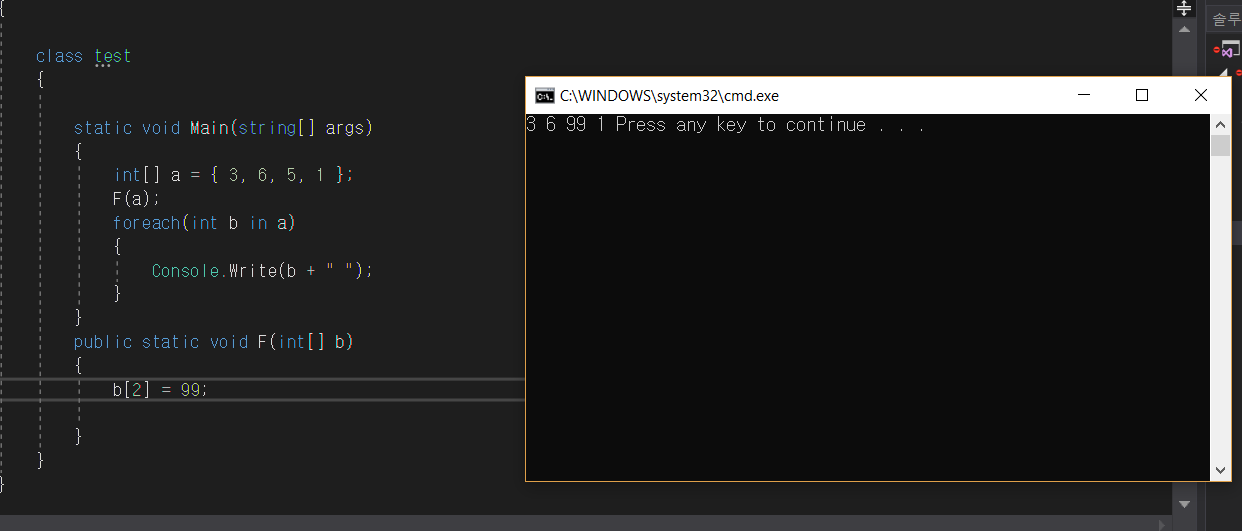 {
class test
{
static void Main(string[] args)
{
int[] a = { 3, 6, 5, 1 };
F(a);
foreach(int b in a)
{
Console.Write(b + " ");
}
}
public static void F(int[] b)
{
b[2] = 99;
}
}
}
C:\WINDOWS\system32\cmd.exe
3 6 99 1 Press any key to continue . . .
솔루